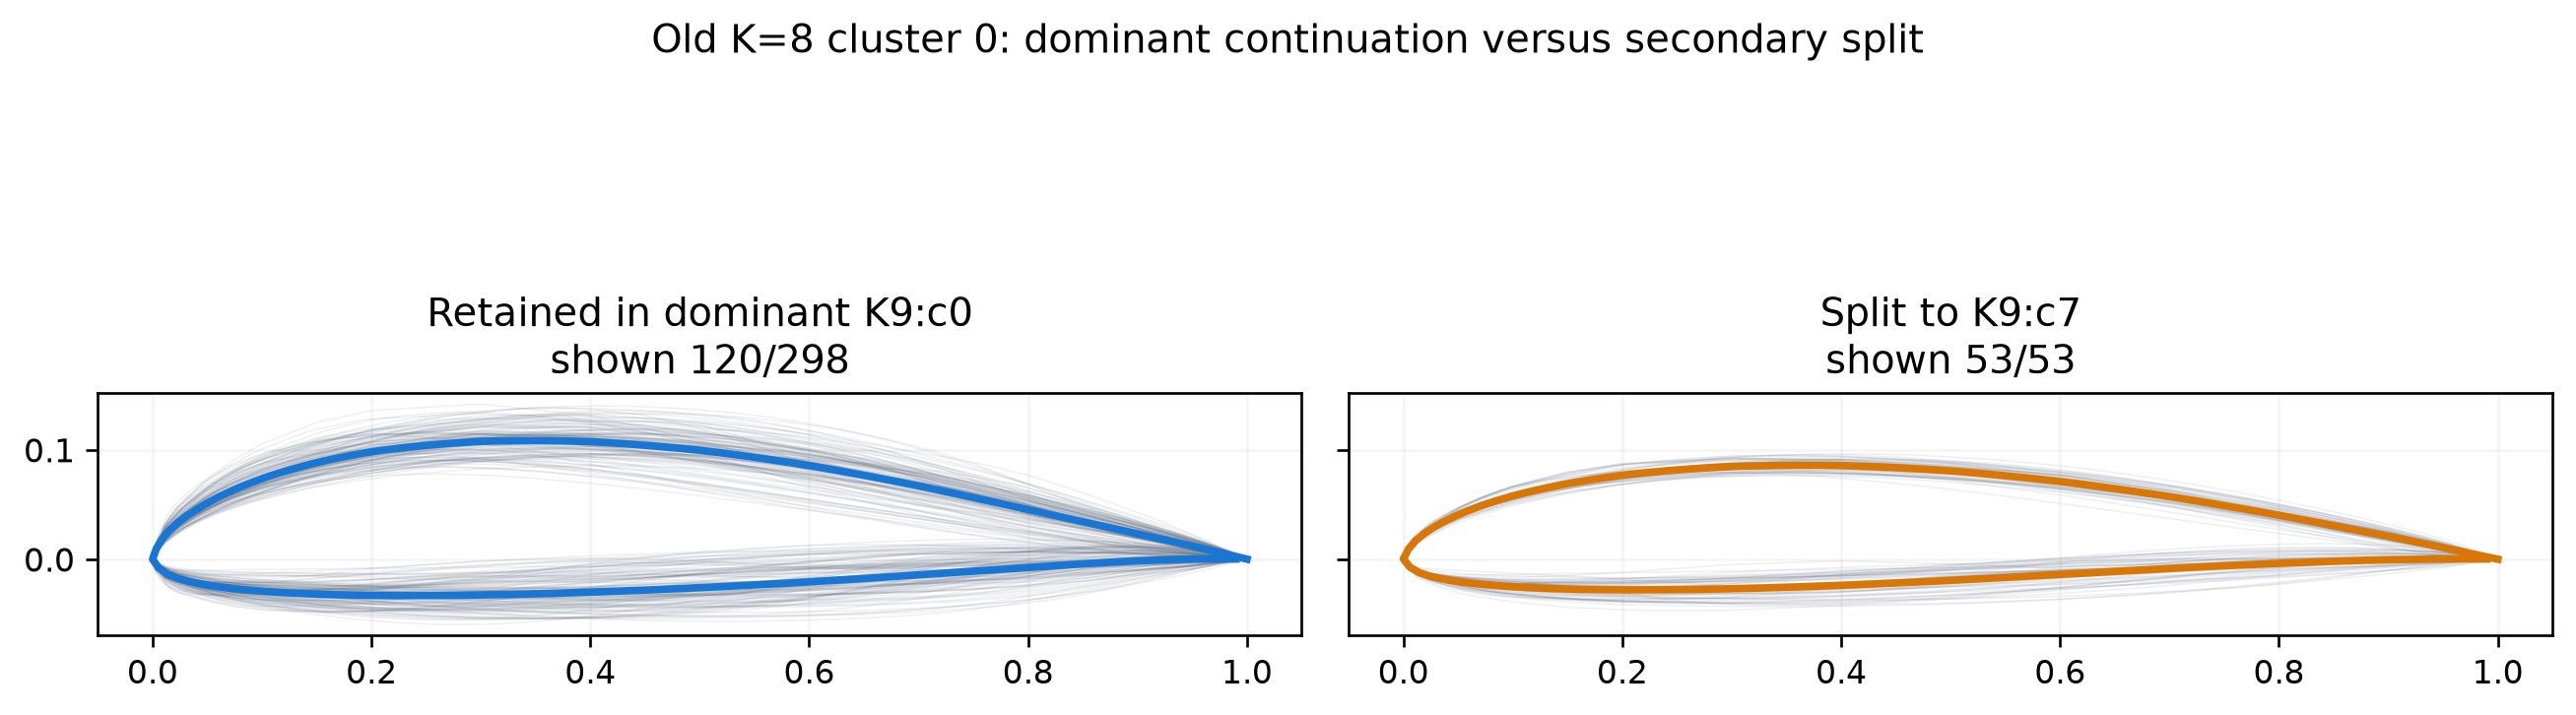 Old K=8 cluster 0: dominant continuation versus secondary split
Retained in dominant K9:c0
shown 120/298
Split to K9:c7
shown 53/53
0.1
0.0
0.0 0.2 0.4 0.6 0.8 1.0
0.0 0.2 0.4 0.6 0.8 1.0